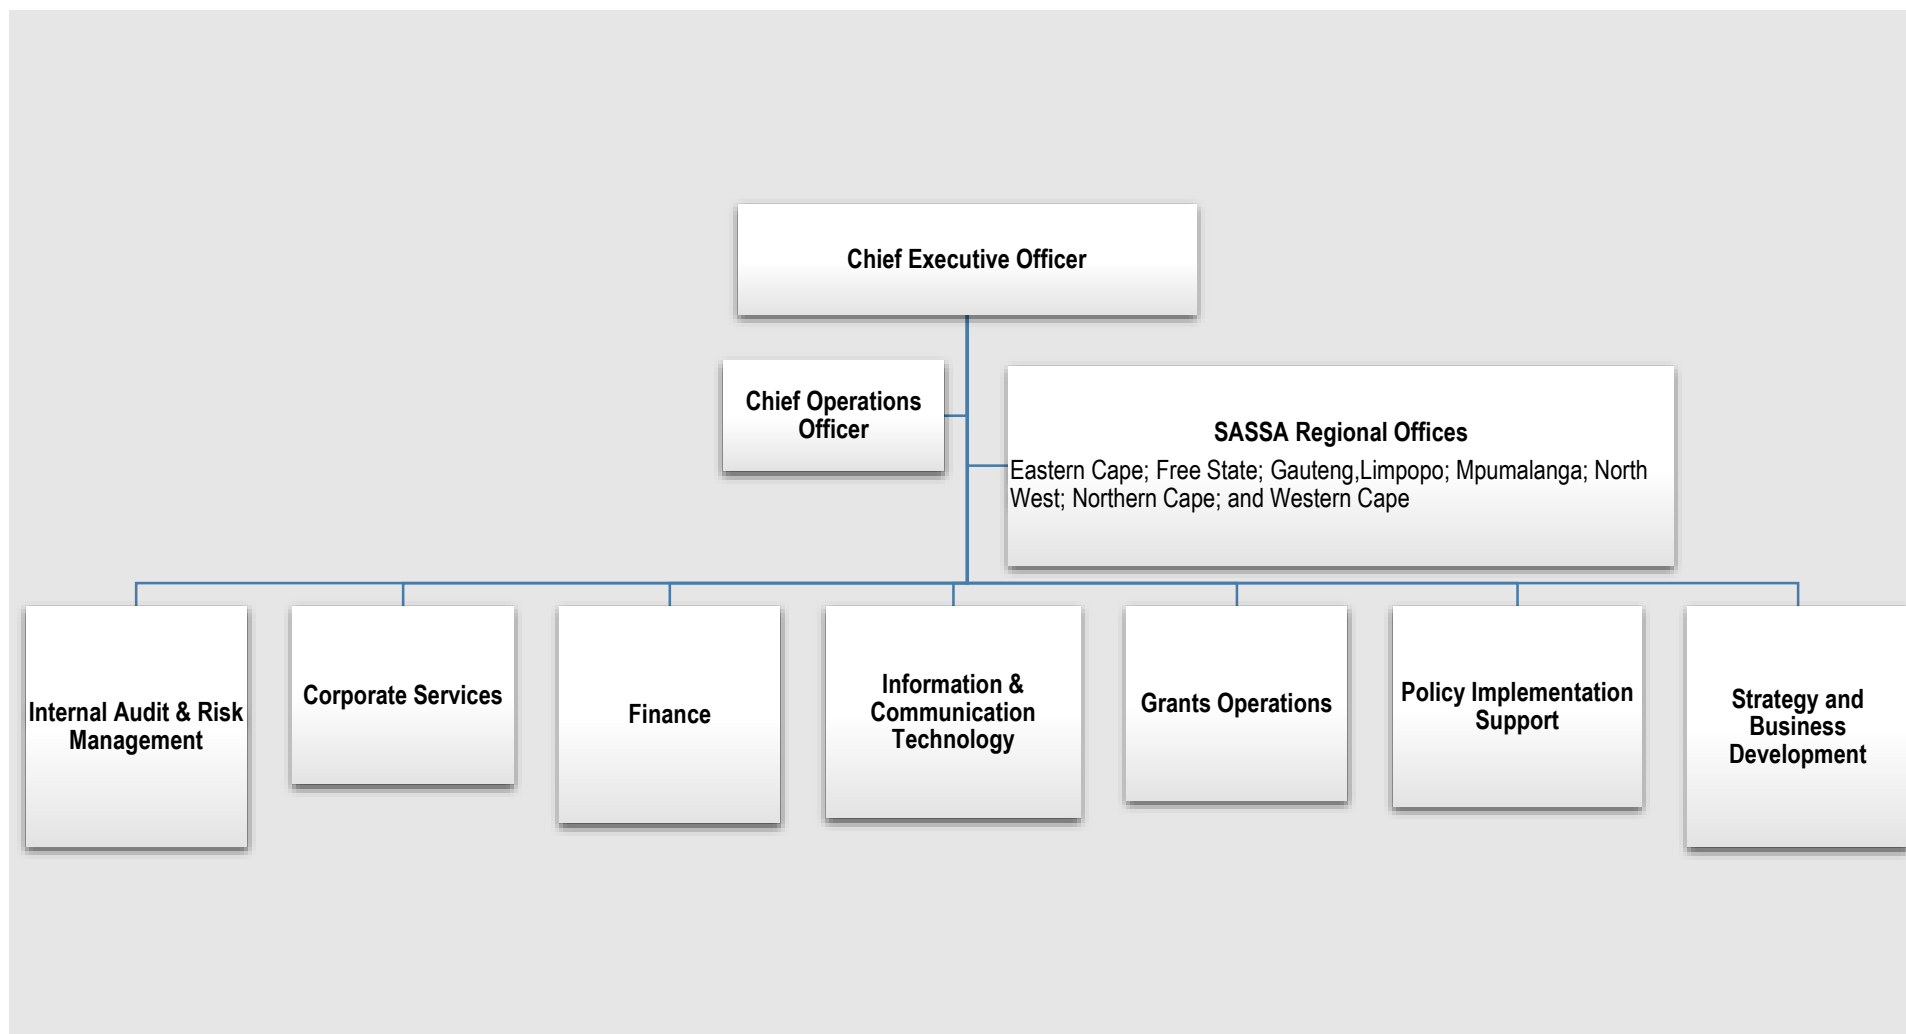 Chief Executive Officer
Chief Operations
Officer
SASSA Regional Offices
Eastern Cape; Free State; Gauteng,Limpopo; Mpumalanga; North
West; Northern Cape; and Western Cape
Internal Audit & Risk
Management
Corporate Services
Finance
Information &
Communication
Technology
Grants Operations
Policy Implementation
Support
Strategy and
Business
Development